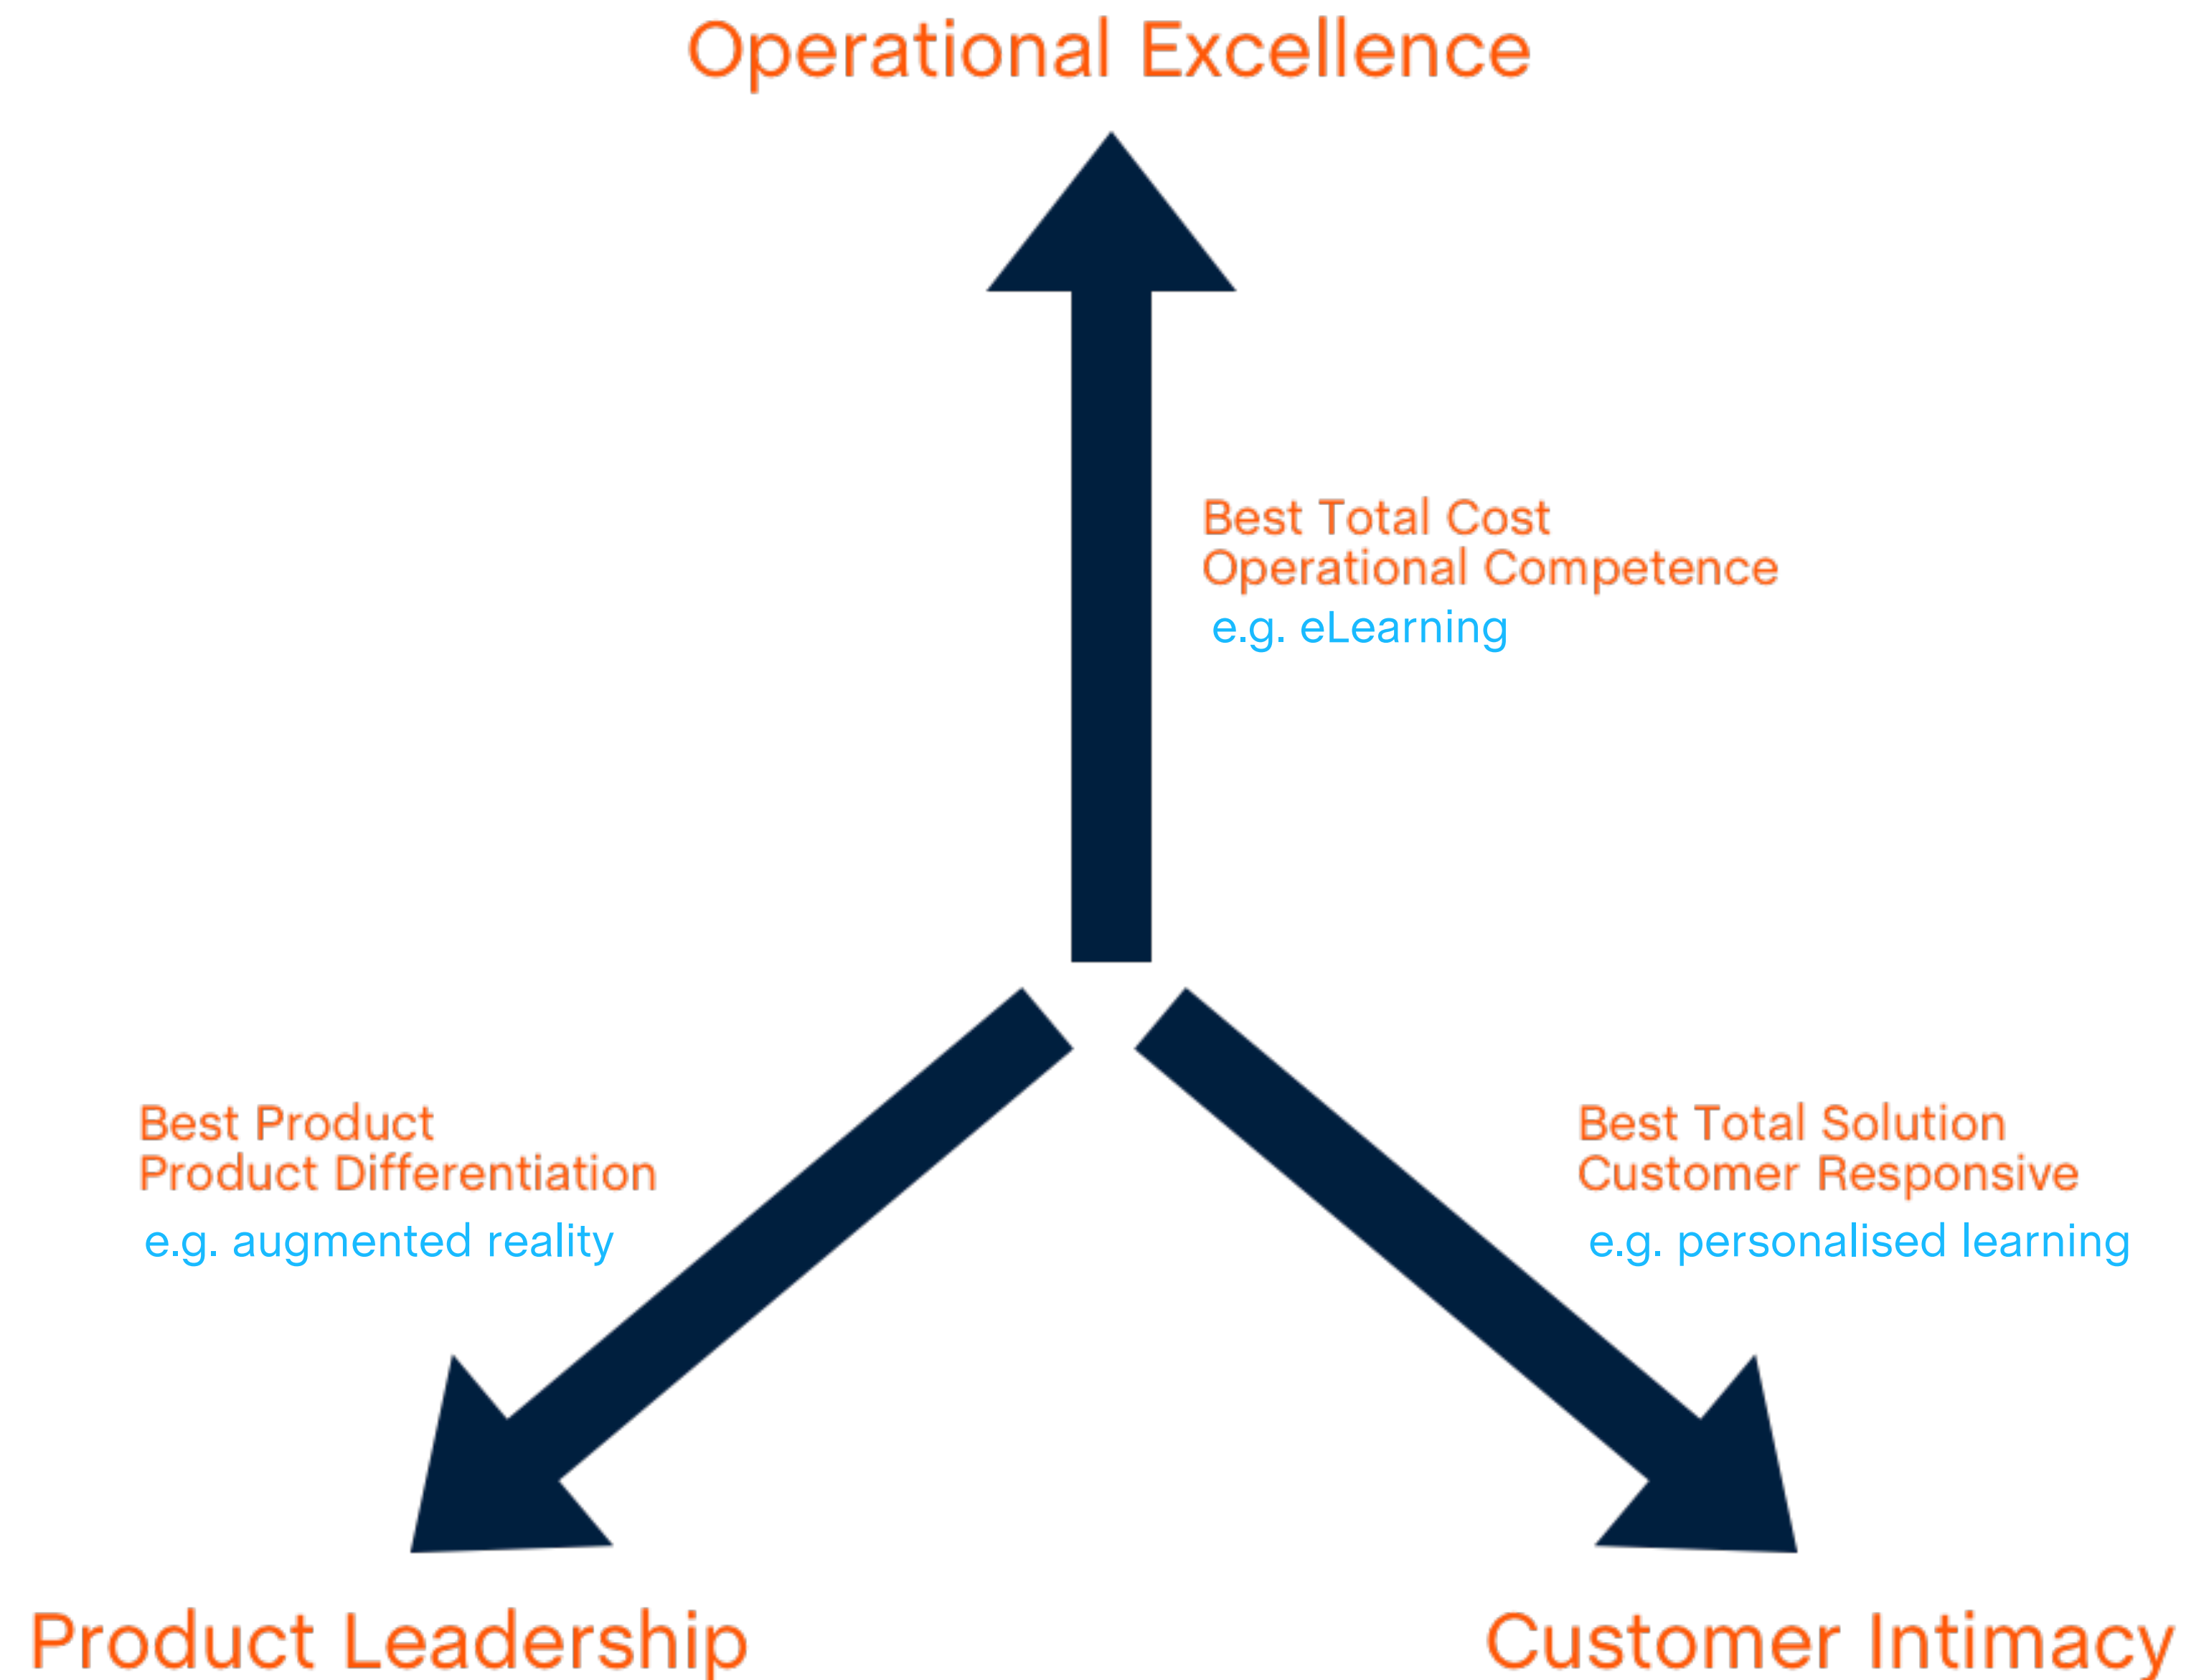 Operational Excellence
Best Total Cost
Operational Competence
e.g. eLearning
Best Product
Product Differentiation
e.g. augmented reality
Best Total Solution
Customer Responsive
e.g. personalised learning
Product Leadership
Customer Intimacy